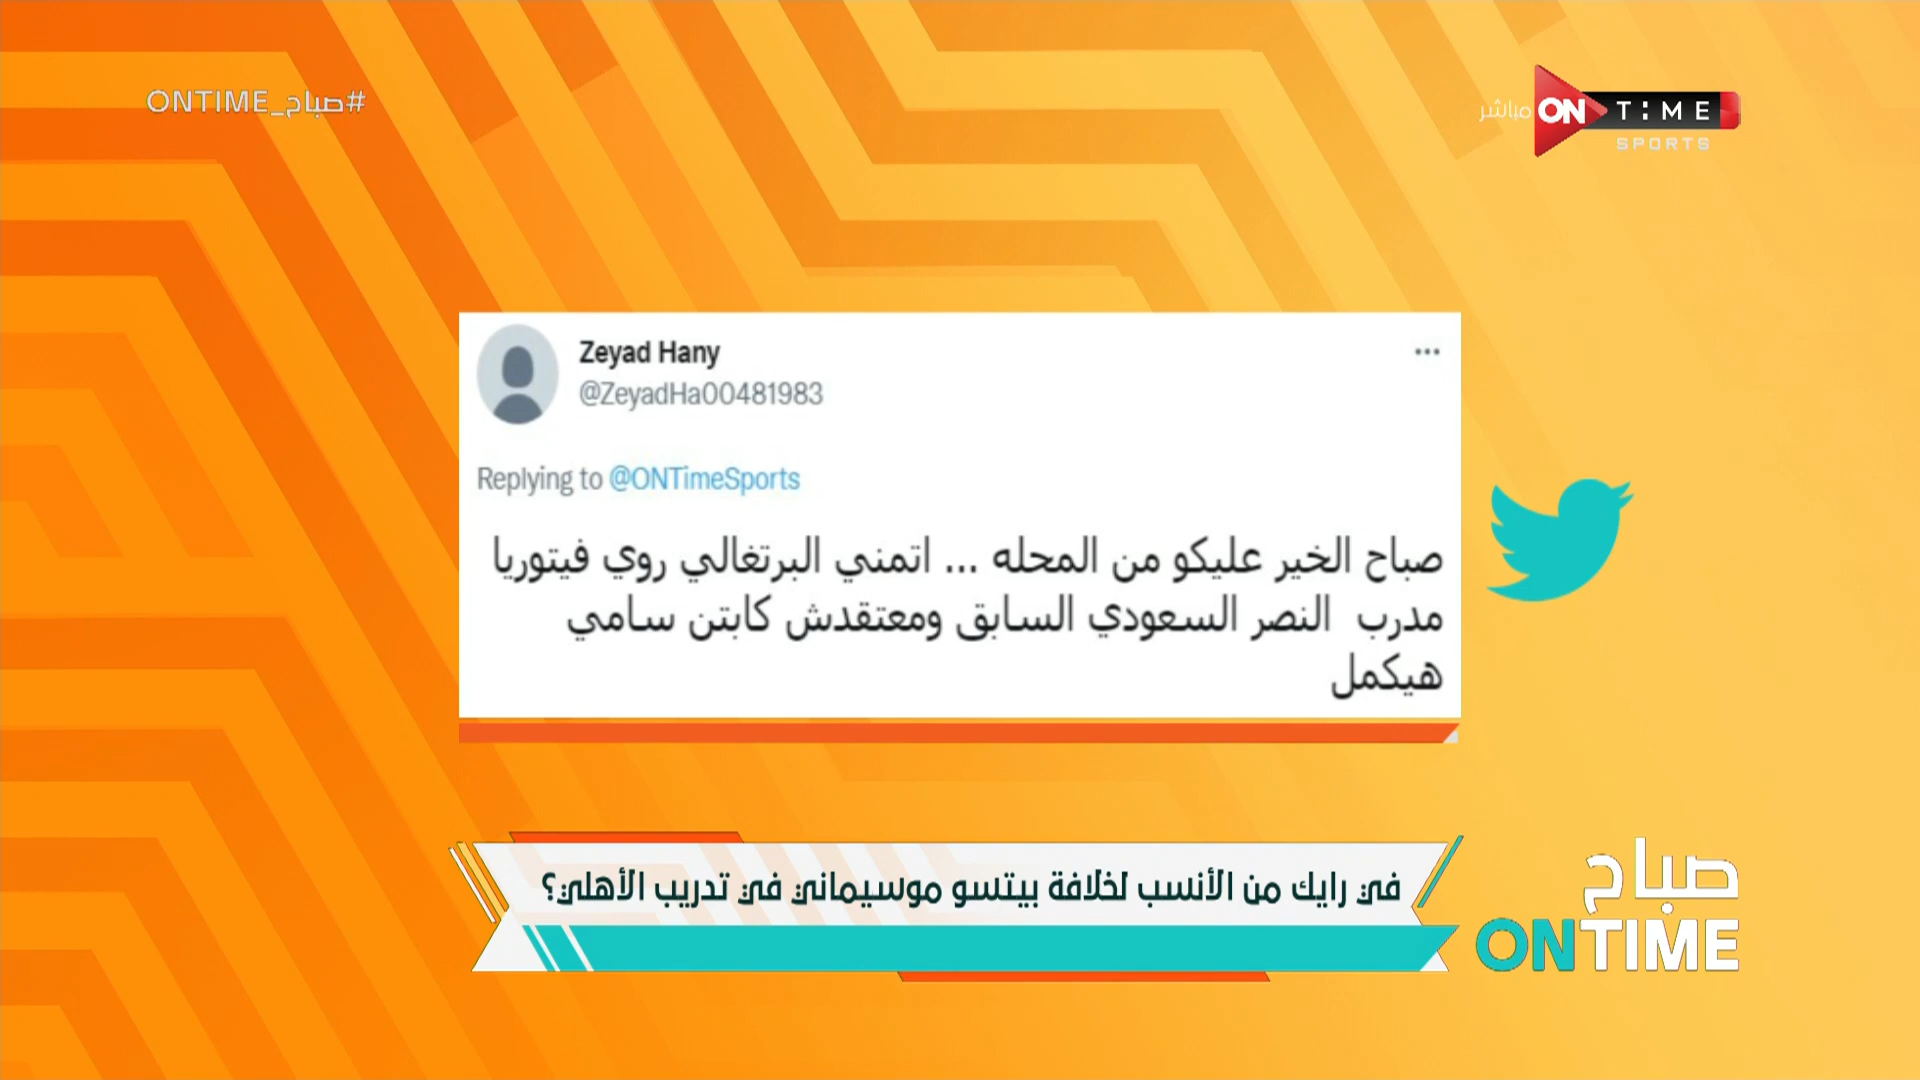 #صباح_ONTIME
مباشر ON TIME
SPORTS
Zeyad Hany
@ZeyadHa00481983
Replying to @ONTimeSports
صباح الخير عليكو من المحله ... اتمني البرتغالي روي فيتوريا
مدرب النصر السعودي السابق ومعتقدش كابتن سامي
هيكمل
في رايك من الأنسب لخلافة بيتسو موسيماني في تدريب الأهلي؟
صباح
ONTIME